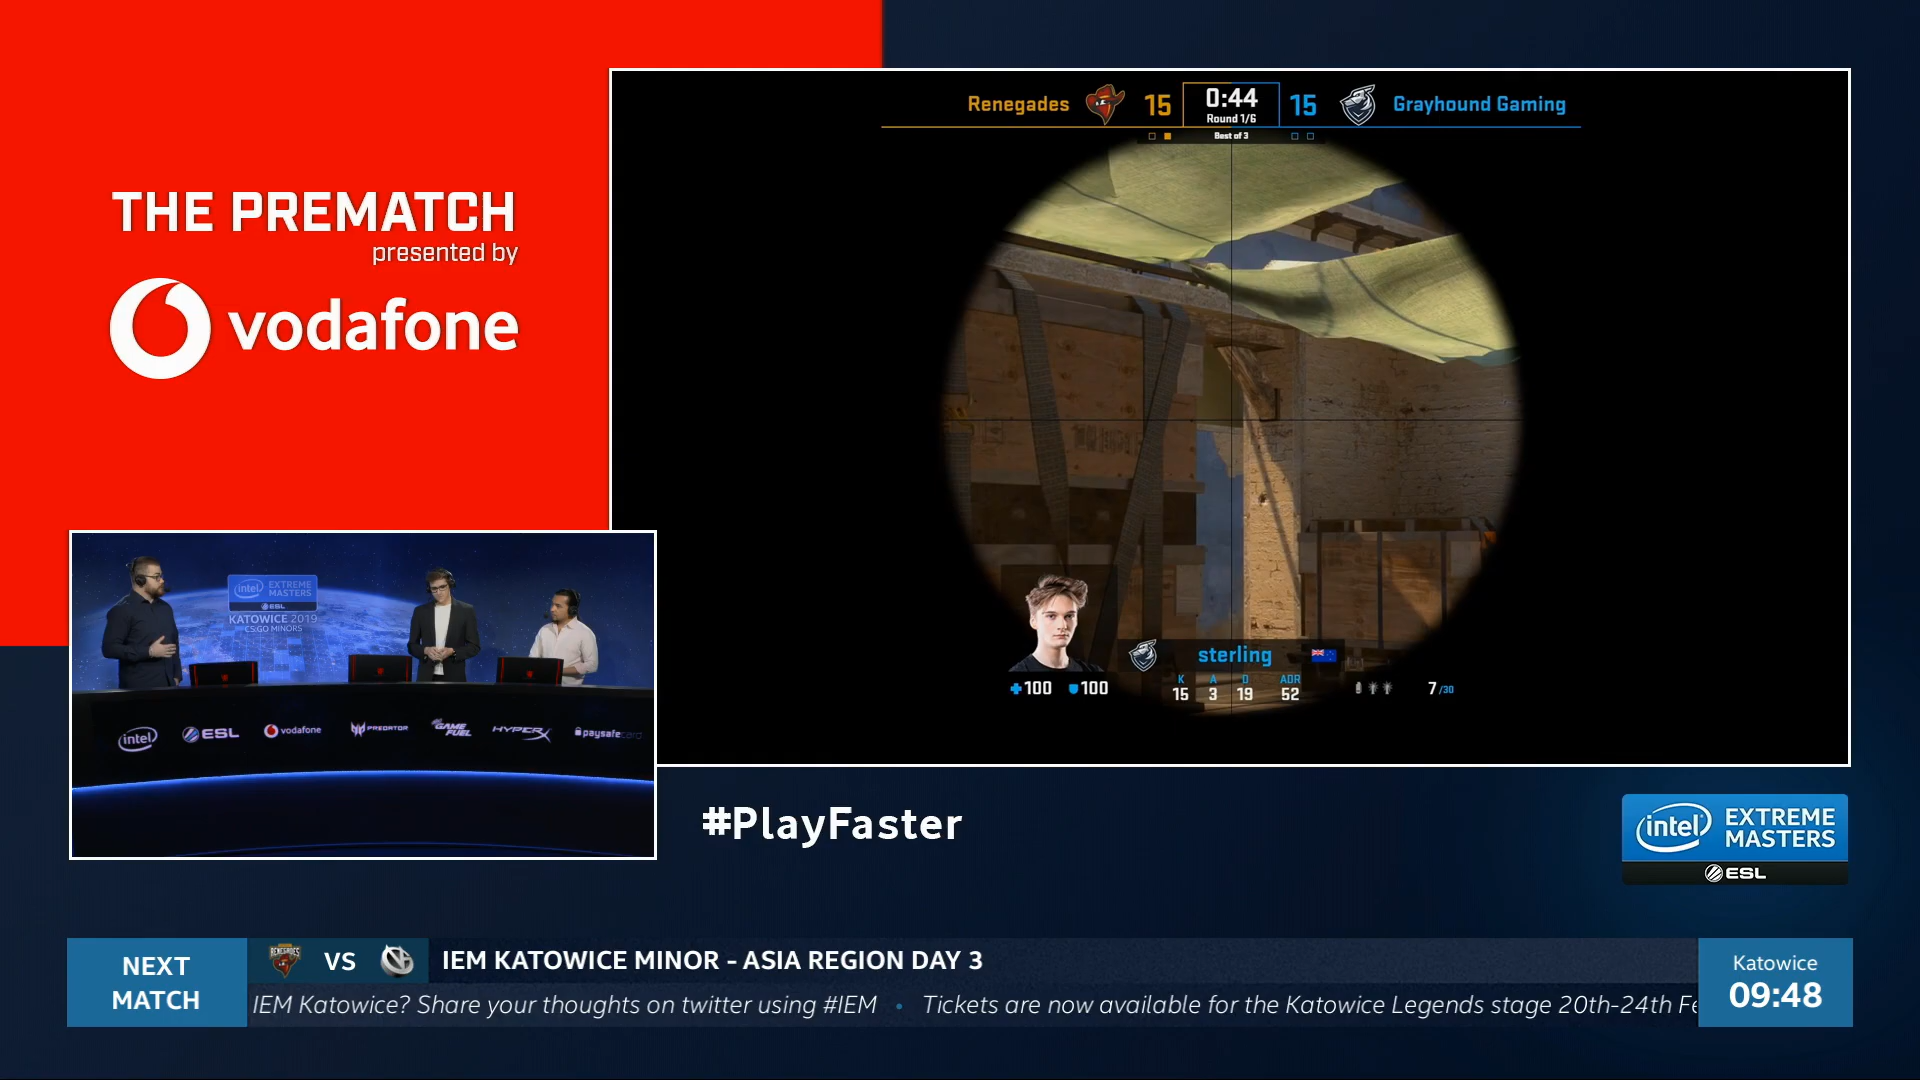 THE PREMATCH
presented by
vodafone
Renegades 15 0:44 15 Grayhound Gaming
Round 1/6
Best of 3
sterling
100 100
K A D ADR
15 3 19 52
7/30
intel EXTREME MASTERS
ESL
KATOWICE 2019
CS:GO MINORS
intel ESL vodafone PREDATOR GAME FUEL HYPERX paysafecard
#PlayFaster
intel EXTREME MASTERS
ESL
NEXT MATCH
RENEGADES VS IEM KATOWICE MINOR - ASIA REGION DAY 3
IEM Katowice? Share your thoughts on twitter using #IEM • Tickets are now available for the Katowice Legends stage 20th-24th Fe
Katowice
09:48